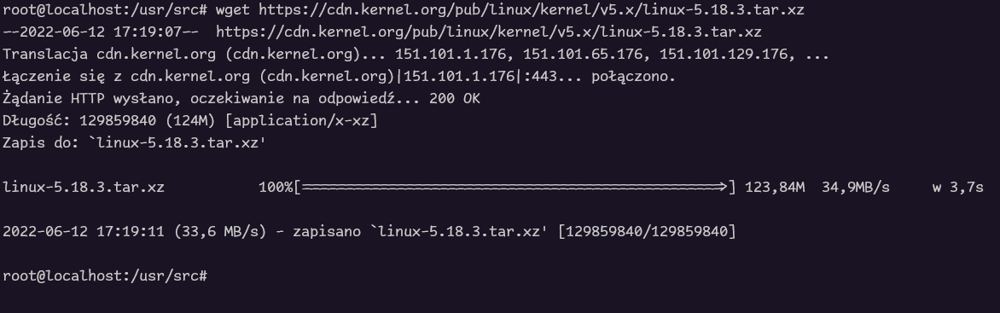 root@localhost:/usr/src# wget https://cdn.kernel.org/pub/linux/kernel/v5.x/linux-5.18.3.tar.xz
--2022-06-12 17:19:07--  https://cdn.kernel.org/pub/linux/kernel/v5.x/linux-5.18.3.tar.xz
Translacja cdn.kernel.org (cdn.kernel.org)... 151.101.1.176, 151.101.65.176, 151.101.129.176, ...
Łączenie się z cdn.kernel.org (cdn.kernel.org)|151.101.1.176|:443... połączono.
Żądanie HTTP wysłano, oczekiwanie na odpowiedź... 200 OK
Długość: 129859840 (124M) [application/x-xz]
Zapis do: `linux-5.18.3.tar.xz'
linux-5.18.3.tar.xz           100%[=================================================>] 123,84M  34,9MB/s     w 3,7s
2022-06-12 17:19:11 (33,6 MB/s) - zapisano `linux-5.18.3.tar.xz' [129859840/129859840]
root@localhost:/usr/src#